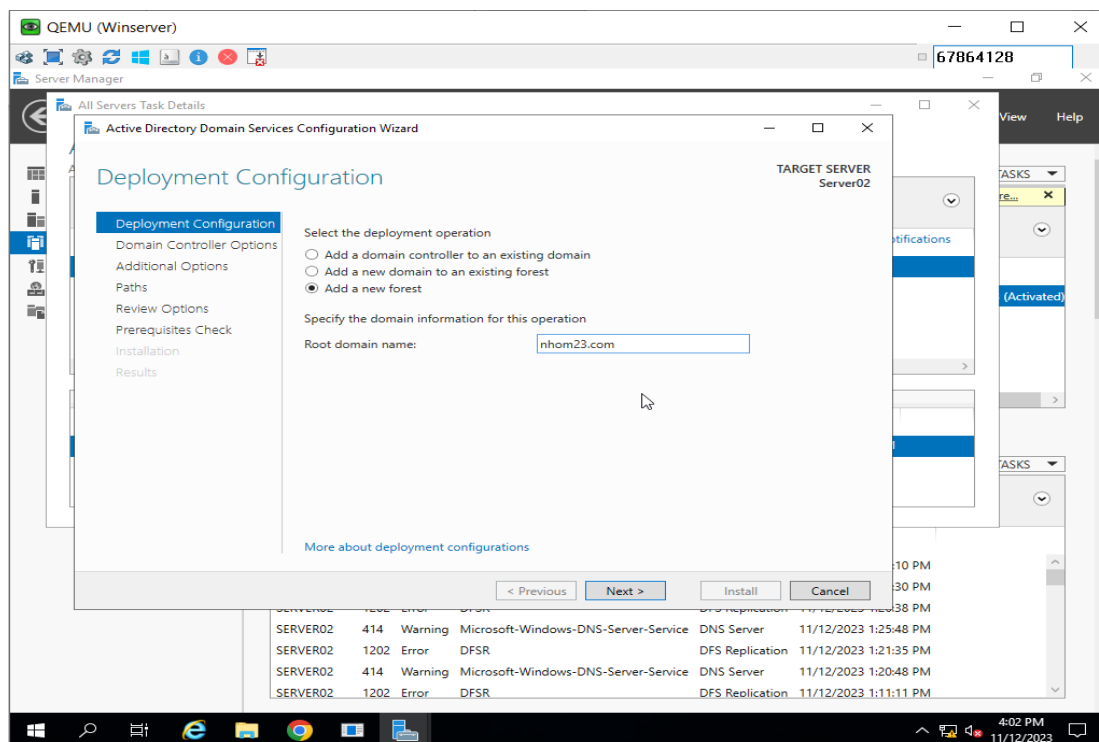 QEMU (Winserver)
67864128
Server Manager
All Servers Task Details
View Help
Active Directory Domain Services Configuration Wizard
Deployment Configuration
TARGET SERVER
Server02
TASKS
Deployment Configuration
Domain Controller Options
Additional Options
Paths
Review Options
Prerequisites Check
Installation
Results
Select the deployment operation
Add a domain controller to an existing domain
Add a new domain to an existing forest
Add a new forest
Specify the domain information for this operation
Root domain name: nhom23.com
More about deployment configurations
(Activated)
TASKS
< Previous Next > Install Cancel
:10 PM
:30 PM
:38 PM
SERVER02 414 Warning Microsoft-Windows-DNS-Server-Service DNS Server 11/12/2023 1:25:48 PM
SERVER02 1202 Error DFSR DFS Replication 11/12/2023 1:21:35 PM
SERVER02 414 Warning Microsoft-Windows-DNS-Server-Service DNS Server 11/12/2023 1:20:48 PM
SERVER02 1202 Error DFSR DFS Replication 11/12/2023 1:11:11 PM
4:02 PM
11/12/2023